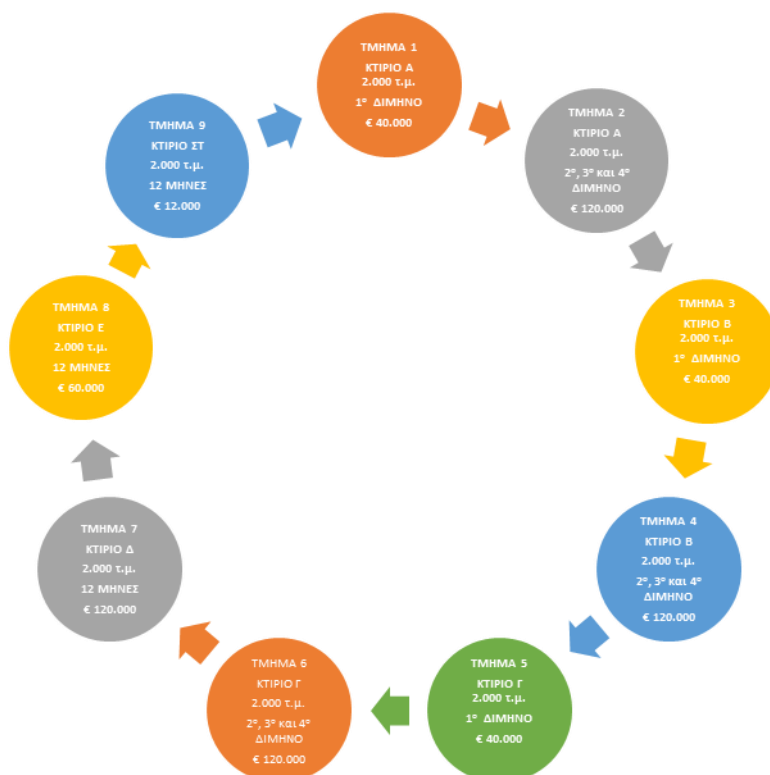 ΤΜΗΜΑ 1
ΚΤΙΡΙΟ Α
2.000 τ.μ.
1ο ΔΙΜΗΝΟ
€ 40.000
ΤΜΗΜΑ 2
ΚΤΙΡΙΟ Α
2.000 τ.μ.
2ο, 3ο και 4ο
ΔΙΜΗΝΟ
€ 120.000
ΤΜΗΜΑ 3
ΚΤΙΡΙΟ Β
2.000 τ.μ.
1ο ΔΙΜΗΝΟ
€ 40.000
ΤΜΗΜΑ 4
ΚΤΙΡΙΟ Β
2.000 τ.μ.
2ο, 3ο και 4ο
ΔΙΜΗΝΟ
€ 120.000
ΤΜΗΜΑ 5
ΚΤΙΡΙΟ Γ
2.000 τ.μ.
1ο ΔΙΜΗΝΟ
€ 40.000
ΤΜΗΜΑ 6
ΚΤΙΡΙΟ Γ
2.000 τ.μ.
2ο, 3ο και 4ο
ΔΙΜΗΝΟ
€ 120.000
ΤΜΗΜΑ 7
ΚΤΙΡΙΟ Δ
2.000 τ.μ.
12 ΜΗΝΕΣ
€ 120.000
ΤΜΗΜΑ 8
ΚΤΙΡΙΟ Ε
2.000 τ.μ.
12 ΜΗΝΕΣ
€ 60.000
ΤΜΗΜΑ 9
ΚΤΙΡΙΟ ΣΤ
2.000 τ.μ.
12 ΜΗΝΕΣ
€ 12.000